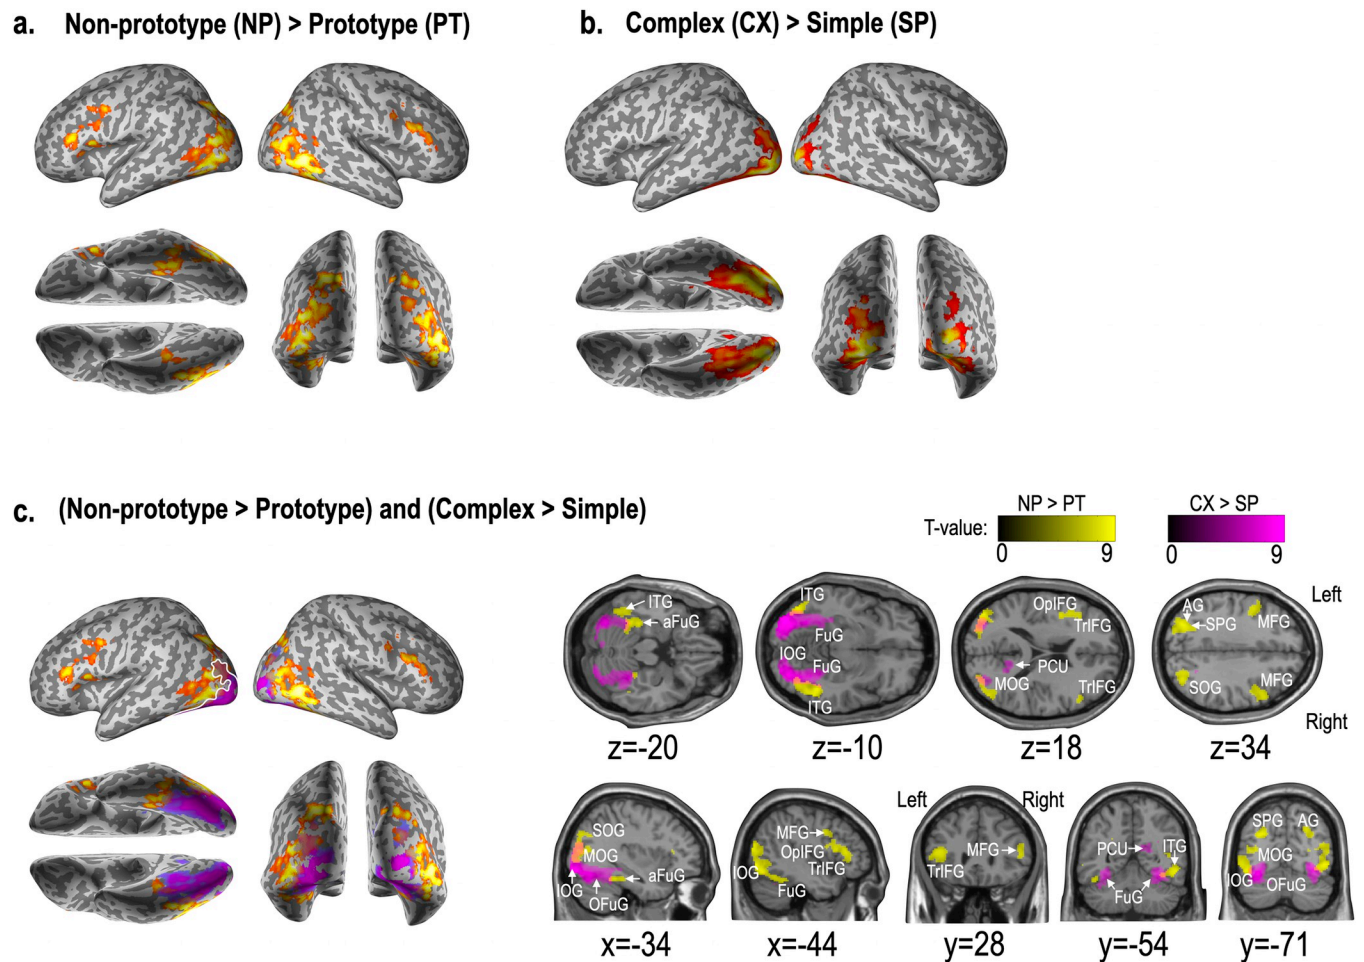 a. Non-prototype (NP) > Prototype (PT)
b. Complex (CX) > Simple (SP)
c. (Non-prototype > Prototype) and (Complex > Simple)
NP > PT
CX > SP
T-value:
0 9
0 9
ITG
aFuG
z=-20
ITG
FuG
IOG
FuG
ITG
z=-10
OpIFG
TrIFG
PCU
MOG
TrIFG
z=18
AG
SPG
MFG
SOG
MFG
z=34
Left
Right
SOG
MOG
IOG
aFuG
OFuG
x=-34
MFG
OpIFG
TrIFG
IOG
FuG
x=-44
Left Right
MFG
TrIFG
y=28
PCU
ITG
FuG
y=-54
SPG AG
MOG
IOG
OFuG
y=-71